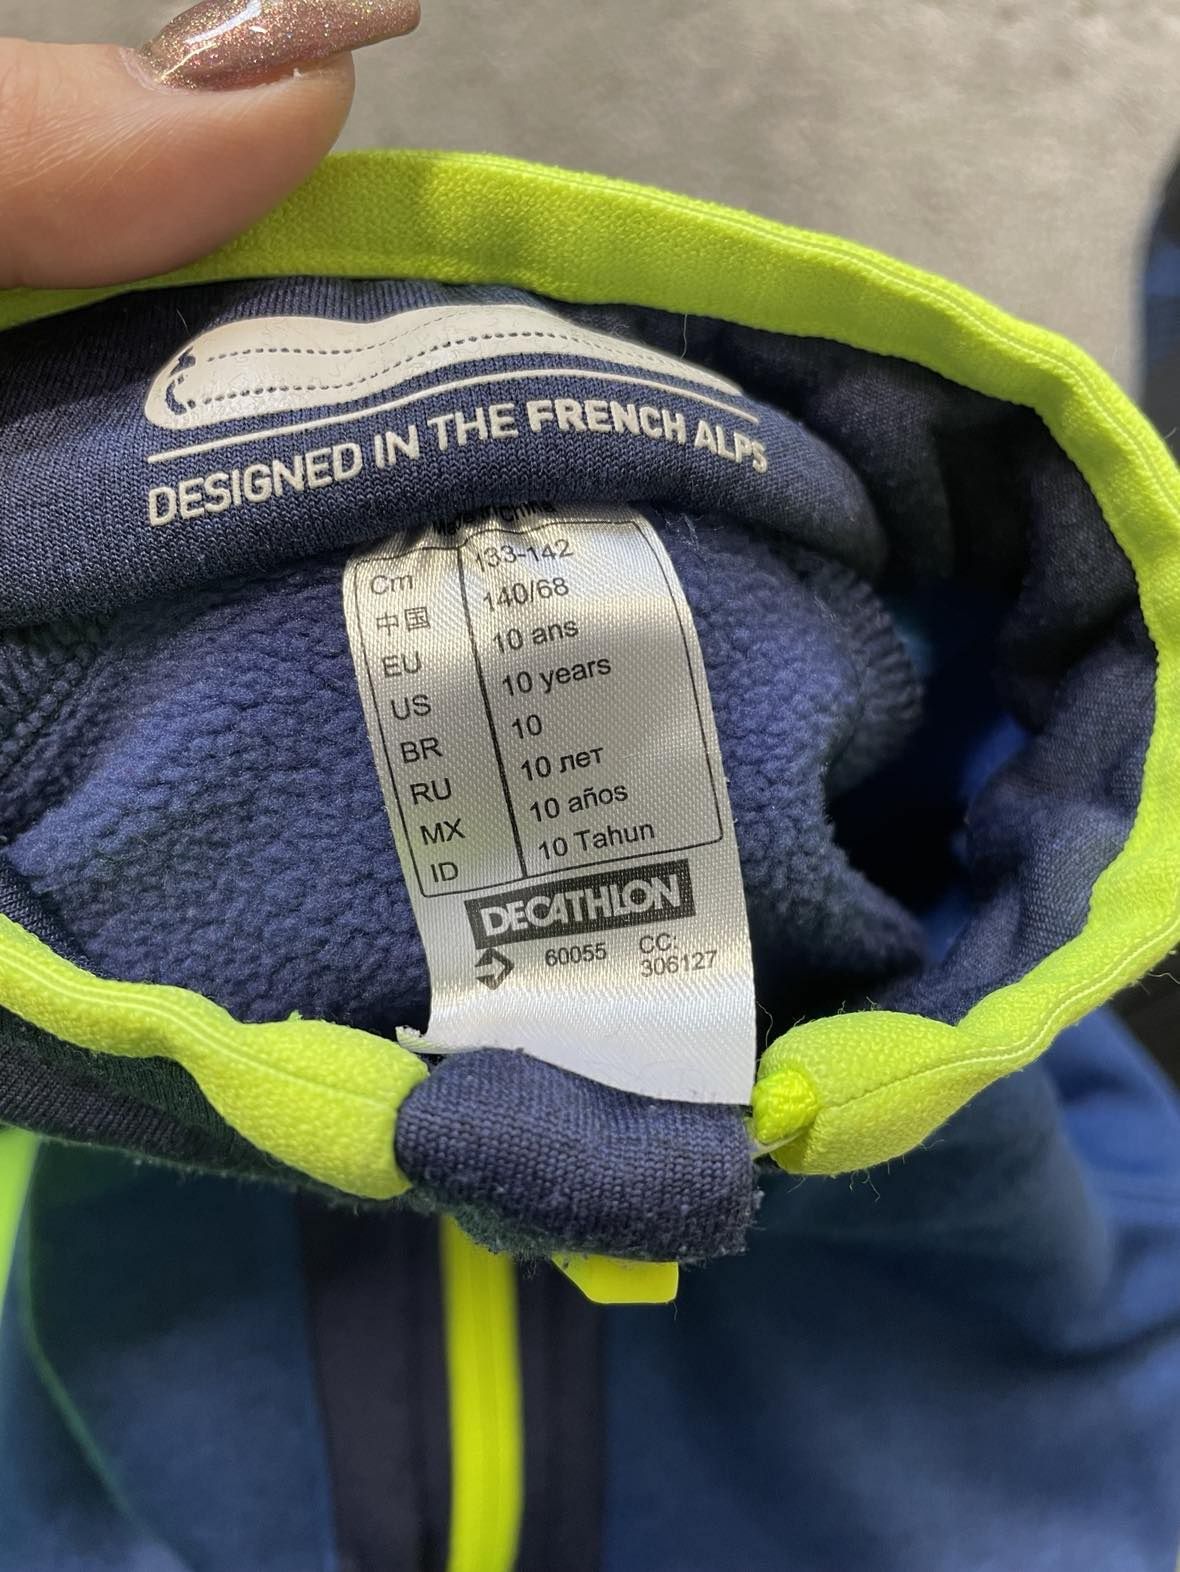 DESIGNED IN THE FRENCH ALPS
Cm 133-142
中国 140/68
EU 10 ans
US 10 years
BR 10
RU 10 лет
MX 10 años
ID 10 Tahun
DECATHLON
60055 CC:
306127